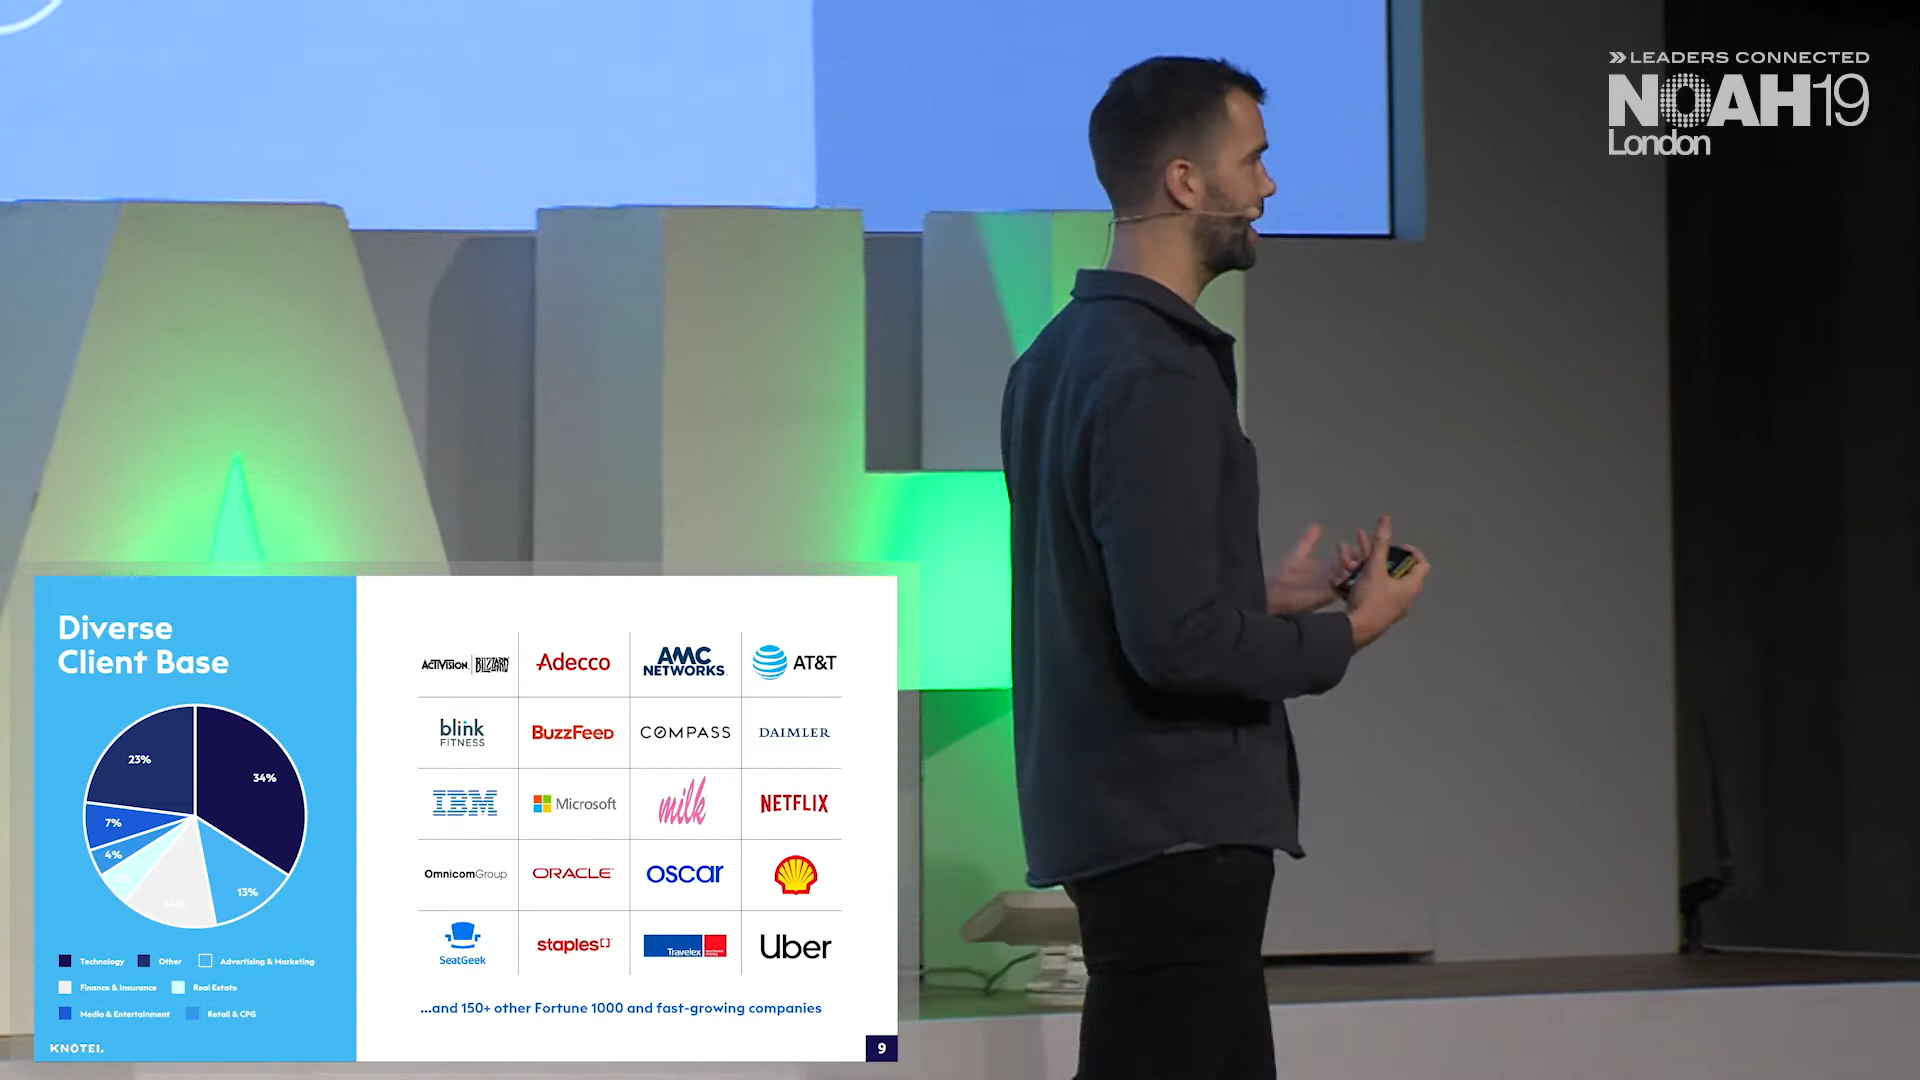 LEADERS CONNECTED
NOAH19
London
Diverse
Client Base
23%
34%
7%
4%
13%
14%
Technology
Other
Advertising & Marketing
Finance & Insurance
Real Estate
Media & Entertainment
Retail & CPG
KNOTEL
ACTIVISION BLIZZARD
Adecco
AMC NETWORKS
AT&T
blink FITNESS
BuzzFeed
COMPASS
DAIMLER
IBM
Microsoft
milk
NETFLIX
OmnicomGroup
ORACLE
oscar
SeatGeek
staples
Travelex worldwide money
Uber
...and 150+ other Fortune 1000 and fast-growing companies
9